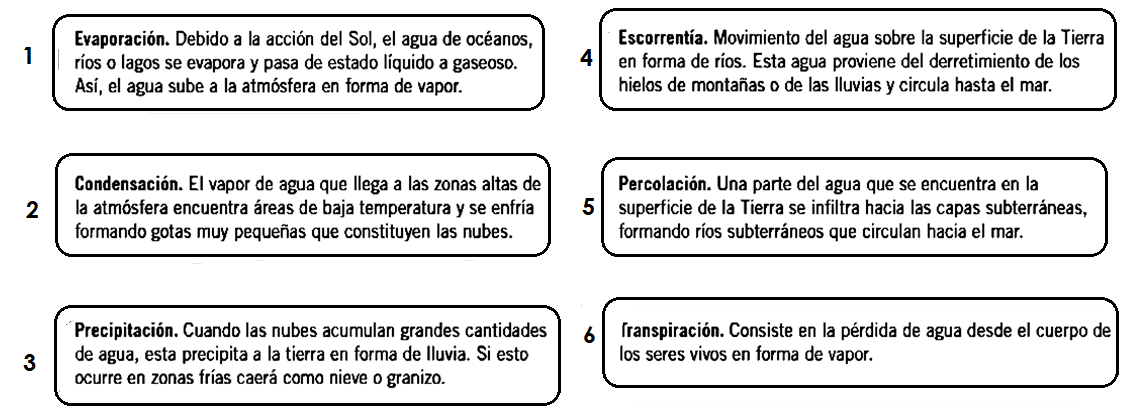 1
Evaporación. Debido a la acción del Sol, el agua de océanos,
ríos o lagos se evapora y pasa de estado líquido a gaseoso.
Así, el agua sube a la atmósfera en forma de vapor.
2
Condensación. El vapor de agua que llega a las zonas altas de
la atmósfera encuentra áreas de baja temperatura y se enfría
formando gotas muy pequeñas que constituyen las nubes.
3
Precipitación. Cuando las nubes acumulan grandes cantidades
de agua, esta precipita a la tierra en forma de lluvia. Si esto
ocurre en zonas frías caerá como nieve o granizo.
4
Escorrentía. Movimiento del agua sobre la superficie de la Tierra
en forma de ríos. Esta agua proviene del derretimiento de los
hielos de montañas o de las lluvias y circula hasta el mar.
5
Percolación. Una parte del agua que se encuentra en la
superficie de la Tierra se infiltra hacia las capas subterráneas,
formando ríos subterráneos que circulan hacia el mar.
6
Transpiración. Consiste en la pérdida de agua desde el cuerpo de
los seres vivos en forma de vapor.